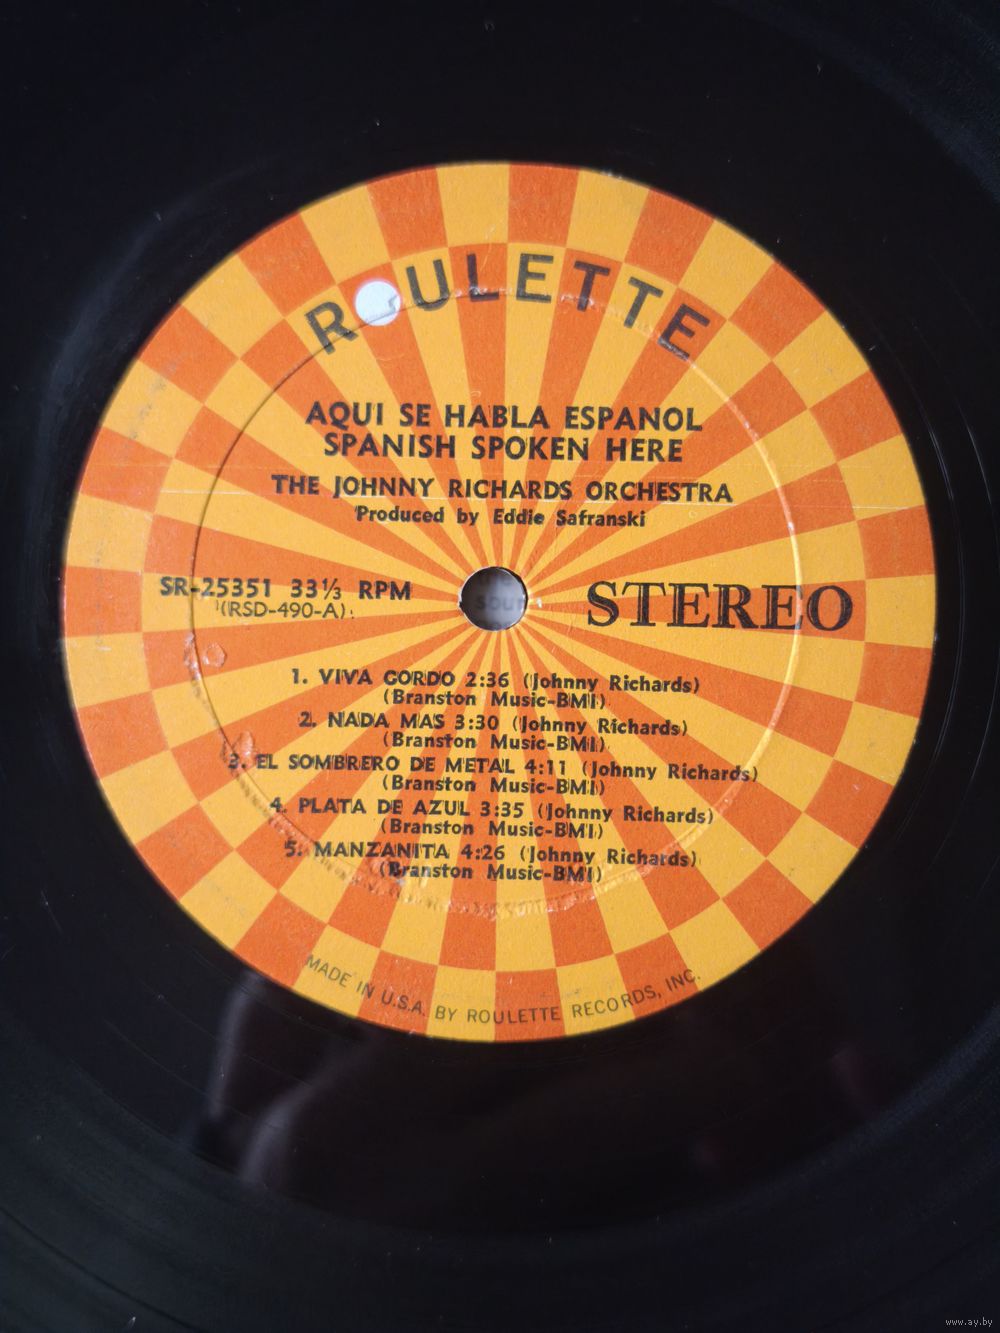 ROULETTE
AQUI SE HABLA ESPANOL
SPANISH SPOKEN HERE
THE JOHNNY RICHARDS ORCHESTRA
Produced by Eddie Safranski
SR-25351 33⅓ RPM
STEREO
(RSD-490-A)
1. VIVA GORDO 2:36 (Johnny Richards)
(Branston Music-BMI)
2. NADA MAS 3:30 (Johnny Richards)
(Branston Music-BMI)
3. EL SOMBRERO DE METAL 4:11 (Johnny Richards)
(Branston Music-BMI)
4. PLATA DE AZUL 3:35 (Johnny Richards)
(Branston Music-BMI)
5. MANZANITA 4:26 (Johnny Richards)
(Branston Music-BMI)
MADE IN U.S.A. BY ROULETTE RECORDS, INC.
www.ay.by